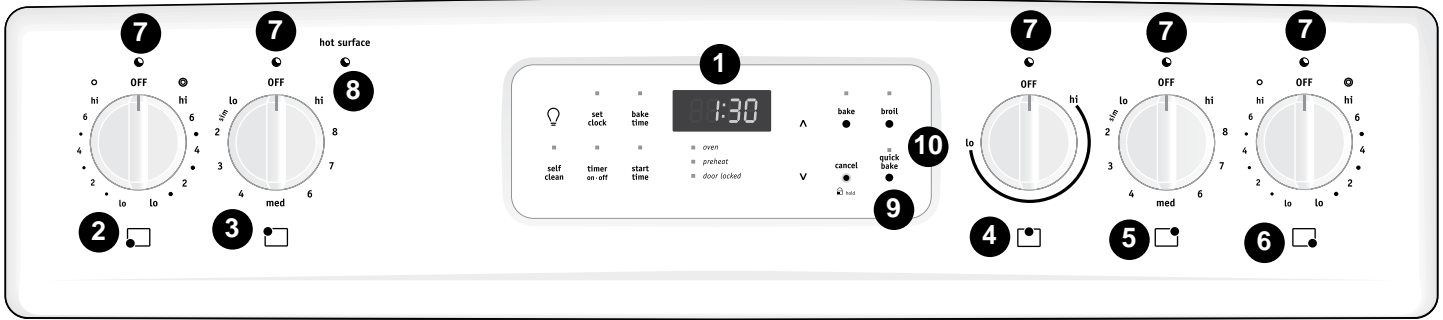 7
7
hot surface
8
OFF
hi
hi
6
6
2
2
lo
lo
2
OFF
lo
sim
hi
2
8
3
7
4
6
med
3
1
1:30
set clock
bake time
self clean
timer on-off
start time
oven
preheat
door locked
bake
broil
cancel
hold
quick bake
10
9
7
OFF
hi
lo
4
7
OFF
lo
sim
hi
2
8
3
7
4
6
med
5
7
OFF
hi
hi
6
6
2
2
lo
lo
6